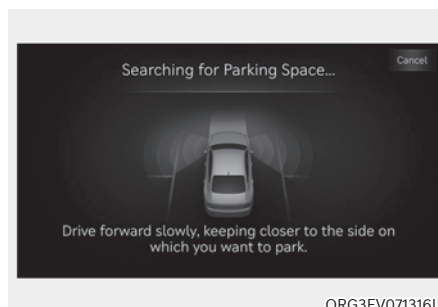 Cancel
Searching for Parking Space...
Drive forward slowly, keeping closer to the side on
which you want to park.
ORG3EV071316L